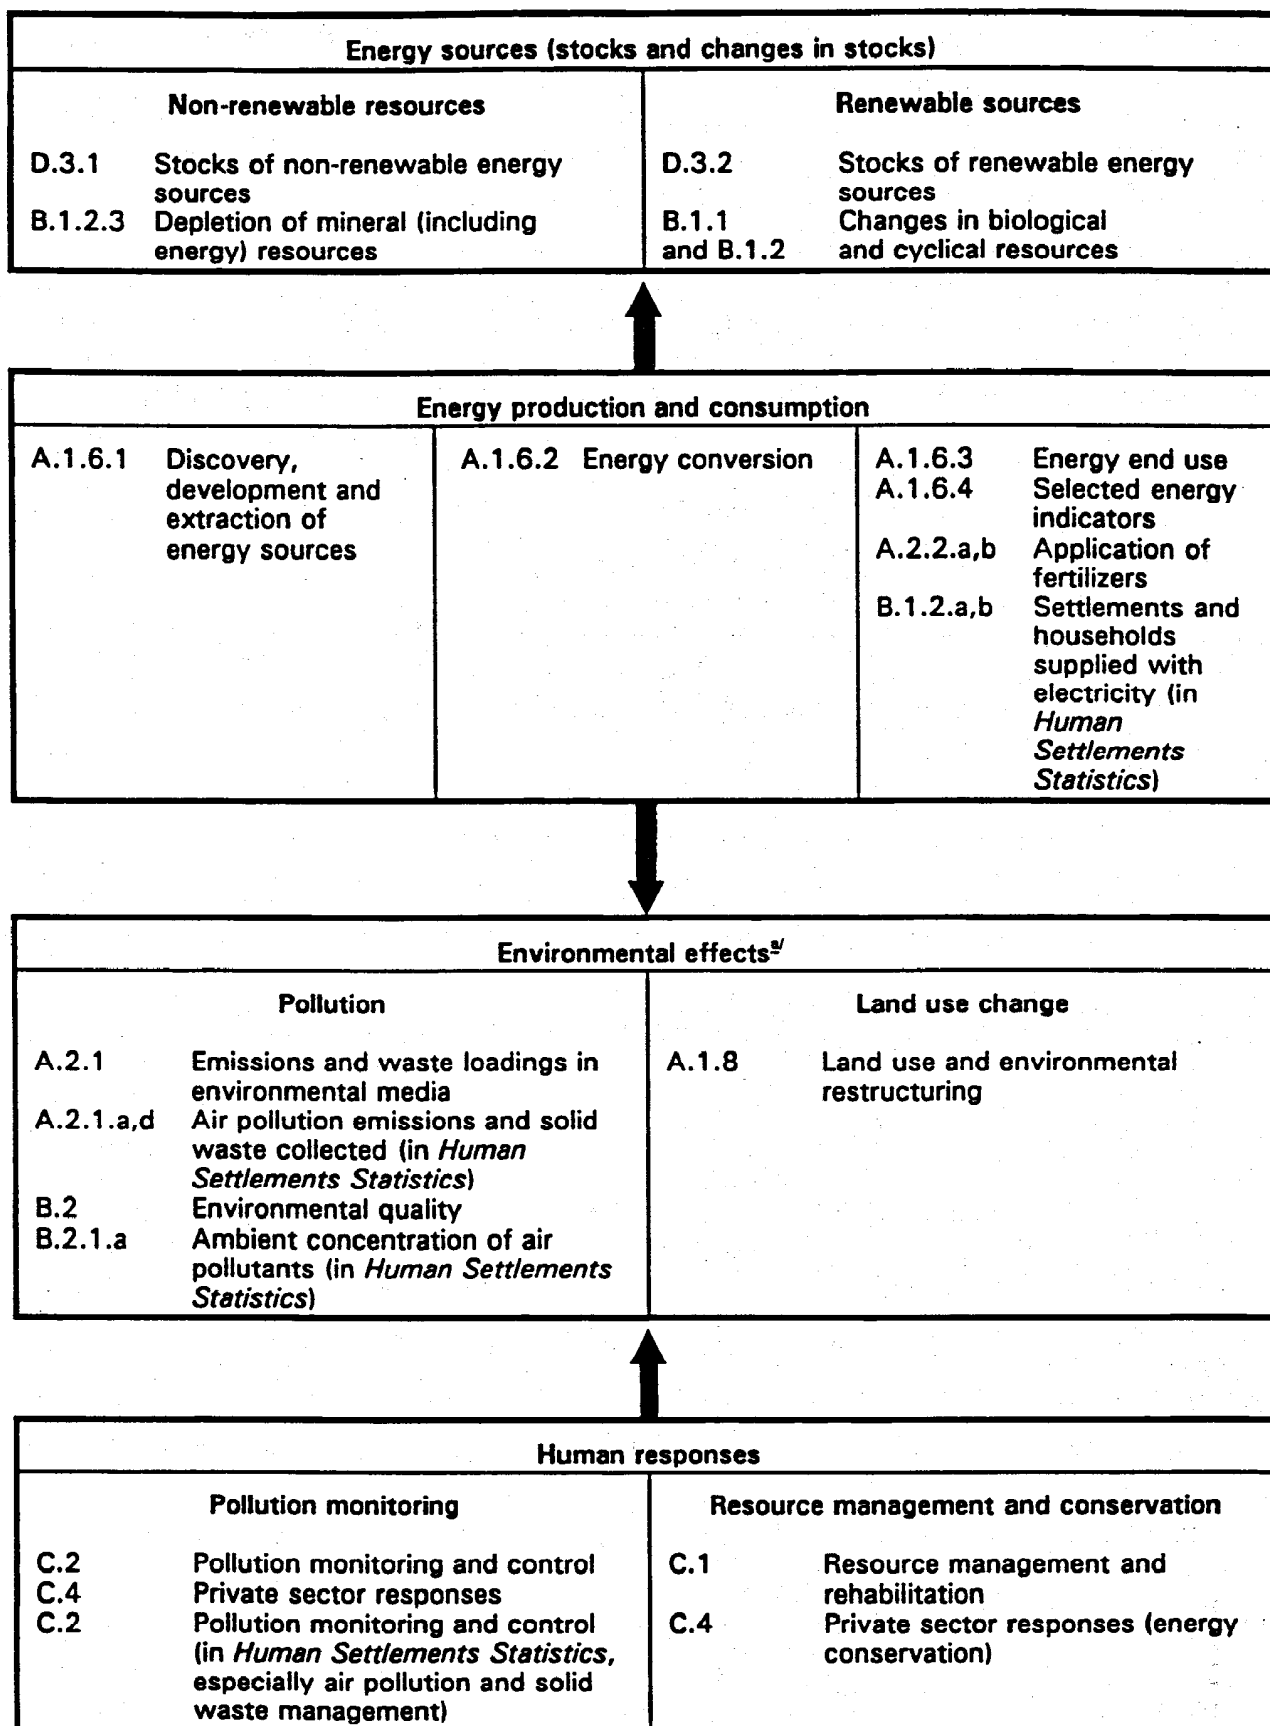 Energy sources (stocks and changes in stocks)
Non-renewable resources
D.3.1 Stocks of non-renewable energy
sources
B.1.2.3 Depletion of mineral (including
energy) resources
Renewable sources
D.3.2 Stocks of renewable energy
sources
B.1.1 Changes in biological
and B.1.2 and cyclical resources
Energy production and consumption
A.1.6.1 Discovery,
development and
extraction of
energy sources
A.1.6.2 Energy conversion
A.1.6.3 Energy end use
A.1.6.4 Selected energy
indicators
A.2.2.a,b Application of
fertilizers
B.1.2.a,b Settlements and
households
supplied with
electricity (in
Human
Settlements
Statistics)
Environmental effects a/
Pollution
A.2.1 Emissions and waste loadings in
environmental media
A.2.1.a,d Air pollution emissions and solid
waste collected (in Human
Settlements Statistics)
B.2 Environmental quality
B.2.1.a Ambient concentration of air
pollutants (in Human Settlements
Statistics)
Land use change
A.1.8 Land use and environmental
restructuring
Human responses
Pollution monitoring
C.2 Pollution monitoring and control
C.4 Private sector responses
C.2 Pollution monitoring and control
(in Human Settlements Statistics,
especially air pollution and solid
waste management)
Resource management and conservation
C.1 Resource management and
rehabilitation
C.4 Private sector responses (energy
conservation)